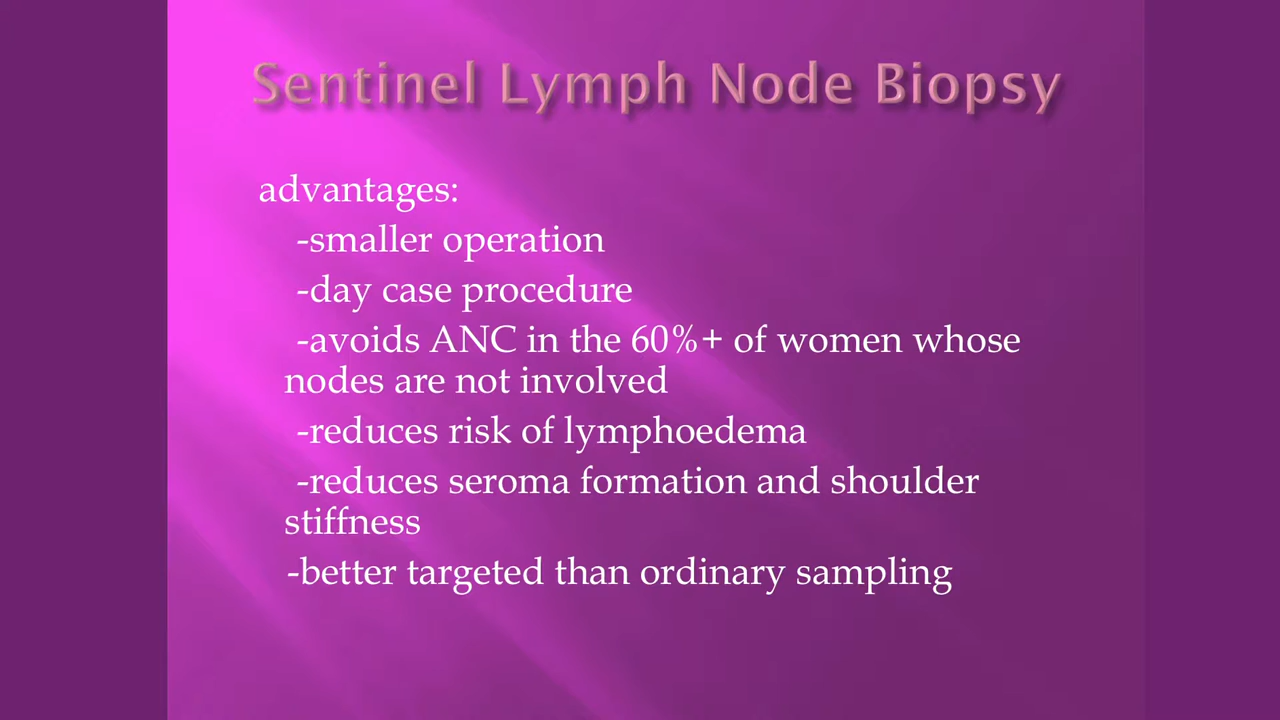 Sentinel Lymph Node Biopsy
advantages:
-smaller operation
-day case procedure
-avoids ANC in the 60%+ of women whose
nodes are not involved
-reduces risk of lymphoedema
-reduces seroma formation and shoulder
stiffness
-better targeted than ordinary sampling